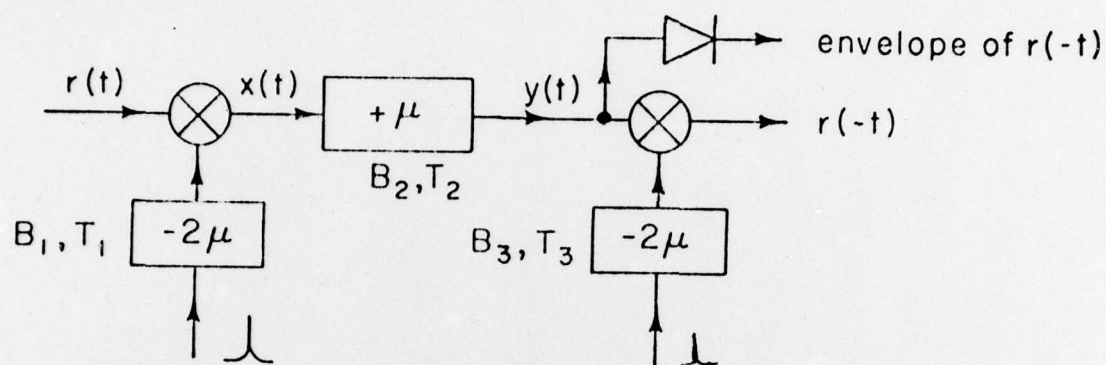 envelope of r(-t)
r(t) x(t) y(t) r(-t)
+μ
B₂,T₂
B₁,T₁ -2μ B₃,T₃ -2μ